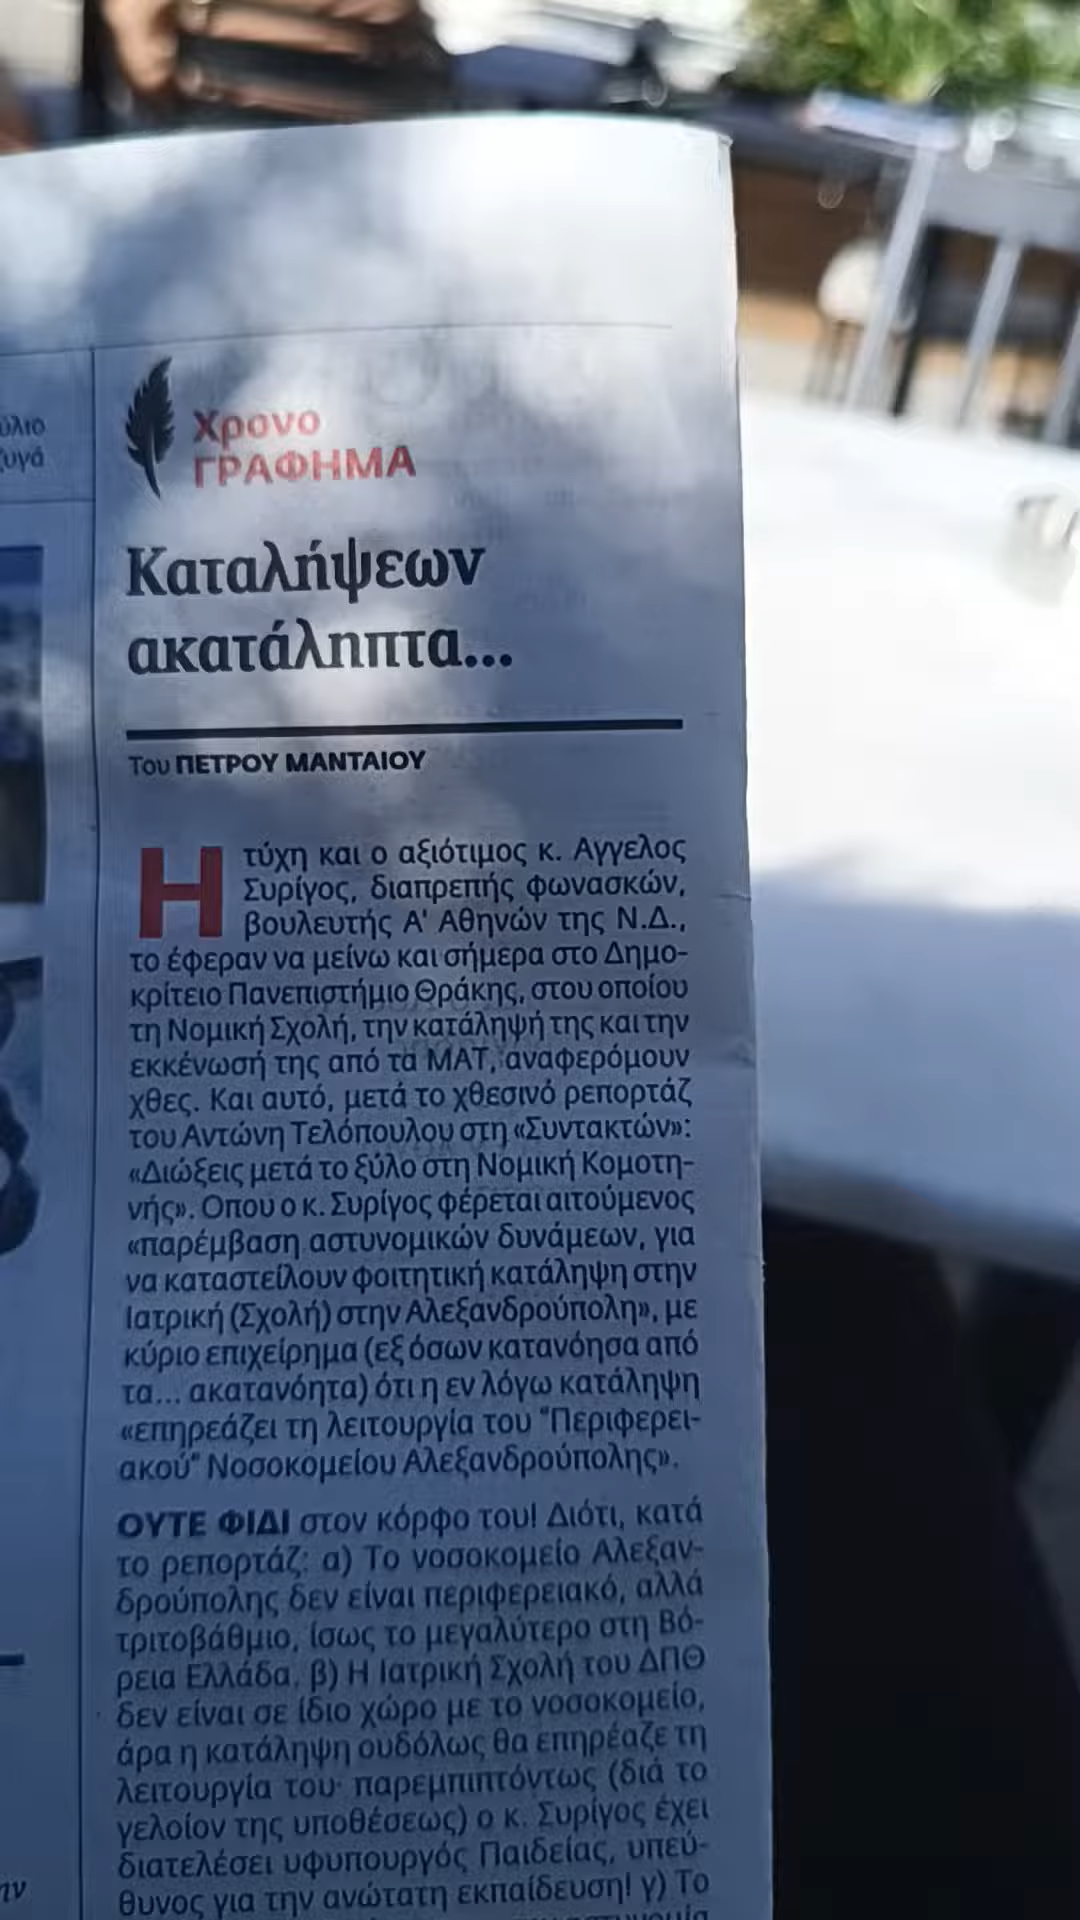 ύλιο
ζυγά
Χρονο
ΓΡΑΦΗΜΑ
Καταλήψεων
ακατάληπτα...
Του ΠΕΤΡΟΥ ΜΑΝΤΑΙΟΥ
Η τύχη και ο αξιότιμος κ. Αγγελος
Συρίγος, διαπρεπής φωνασκών,
βουλευτής Α' Αθηνών της Ν.Δ.,
το έφεραν να μείνω και σήμερα στο Δημο-
κρίτειο Πανεπιστήμιο Θράκης, στου οποίου
τη Νομική Σχολή, την κατάληψή της και την
εκκένωσή της από τα ΜΑΤ, αναφερόμουν
χθες. Και αυτό, μετά το χθεσινό ρεπορτάζ
του Αντώνη Τελόπουλου στη «Συντακτών»:
«Διώξεις μετά το ξύλο στη Νομική Κομοτη-
νής». Οπου ο κ. Συρίγος φέρεται αιτούμενος
«παρέμβαση αστυνομικών δυνάμεων, για
να καταστείλουν φοιτητική κατάληψη στην
Ιατρική (Σχολή) στην Αλεξανδρούπολη», με
κύριο επιχείρημα (εξ όσων κατανόησα από
τα... ακατανόητα) ότι η εν λόγω κατάληψη
«επηρεάζει τη λειτουργία του "Περιφερει-
ακού" Νοσοκομείου Αλεξανδρούπολης».
ΟΥΤΕ ΦΙΔΙ στον κόρφο του! Διότι, κατά
το ρεπορτάζ: α) Το νοσοκομείο Αλεξαν-
δρούπολης δεν είναι περιφερειακό, αλλά
τριτοβάθμιο, ίσως το μεγαλύτερο στη Βό-
ρεια Ελλάδα, β) Η Ιατρική Σχολή του ΔΠΘ
δεν είναι σε ίδιο χώρο με το νοσοκομείο,
άρα η κατάληψη ουδόλως θα επηρέαζε τη
λειτουργία του· παρεμπιπτόντως (διά το
γελοίον της υποθέσεως) ο κ. Συρίγος έχει
διατελέσει υφυπουργός Παιδείας, υπεύ-
θυνος για την ανώτατη εκπαίδευση! γ) Το